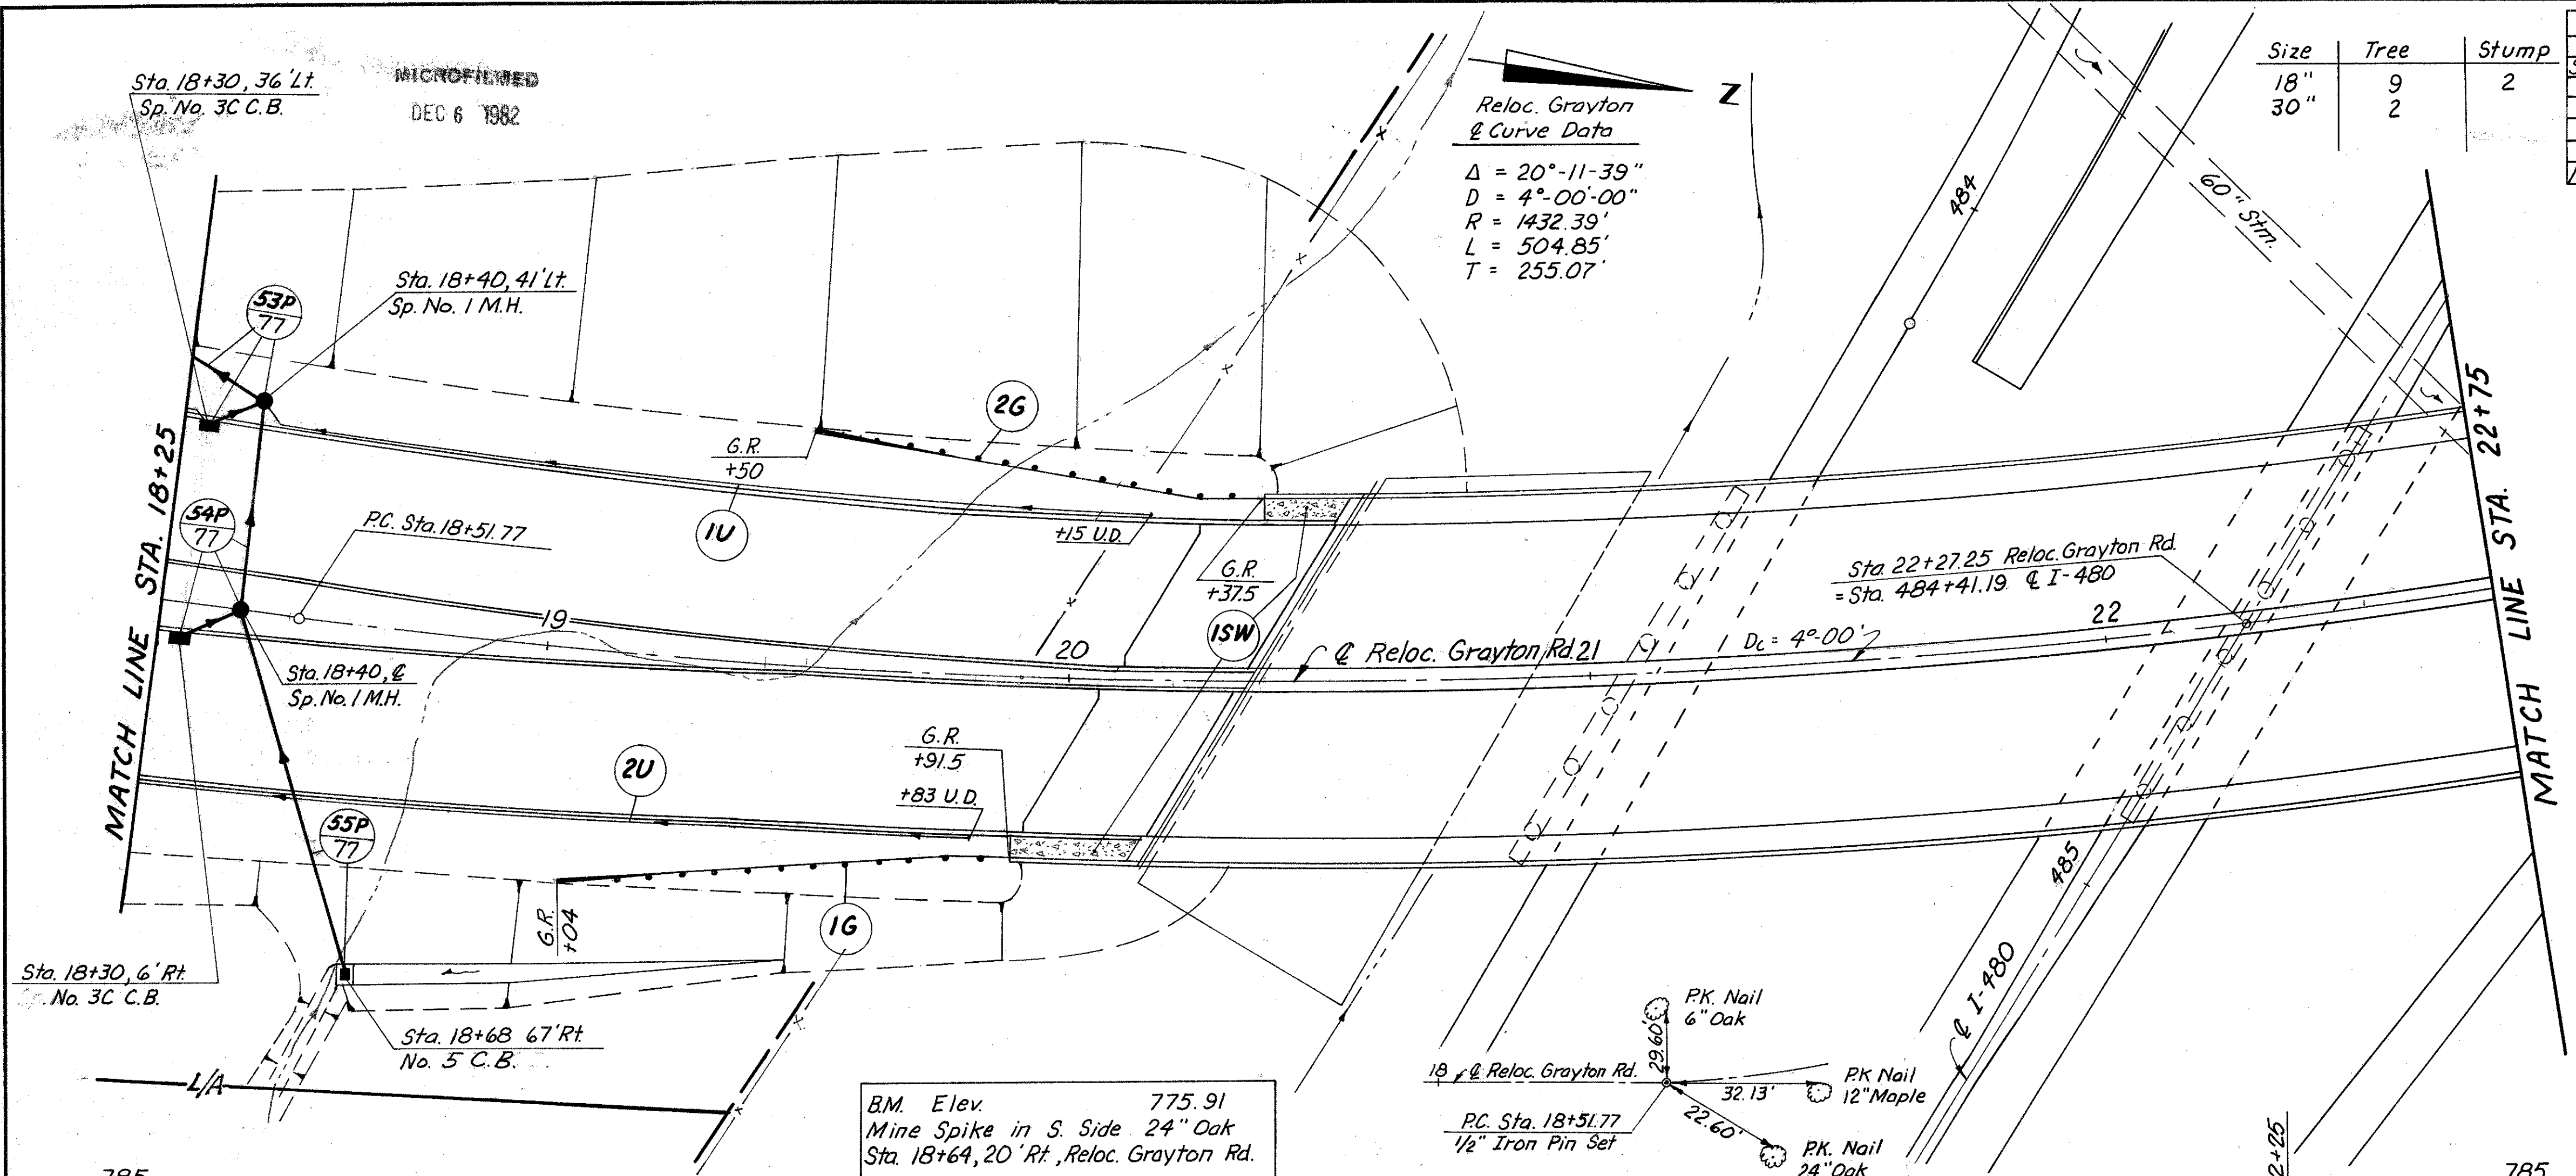 Sta. 18+30, 36' Lt.
Sp. No. 3C C.B.
MICROFILMED
DEC 6 1982
Z
Reloc. Grayton
℄ Curve Data
Δ = 20°-11-39"
D = 4°-00'-00"
R = 1432.39'
L = 504.85'
T = 255.07'
Size Tree Stump
18" 9 2
30" 2
484
60" Stm.
53P
77
Sta. 18+40, 41' Lt.
Sp. No. 1 M.H.
2G
G.R.
+50
1U
+15 U.D.
G.R.
+37.5
1SW
MATCH LINE STA. 18+25
54P
77
P.C. Sta. 18+51.77
19
20
℄ Reloc. Grayton Rd.
21
Dc = 4°-00'
22
Sta. 22+27.25 Reloc. Grayton Rd.
= Sta. 484+41.19 ℄ I-480
MATCH LINE STA. 22+75
Sta. 18+40, ℄
Sp. No. 1 M.H.
2U
G.R.
+91.5
+83 U.D.
55P
77
G.R.
+04
1G
485
℄ I-480
Sta. 18+30, 6' Rt.
No. 3C C.B.
Sta. 18+68 67' Rt.
No. 5 C.B.
L/A
B.M. Elev. 775.91
Mine Spike in S. Side 24" Oak
Sta. 18+64, 20' Rt., Reloc. Grayton Rd.
P.K. Nail
6" Oak
29.60'
18
℄ Reloc. Grayton Rd.
32.13'
P.K Nail
12" Maple
22.60'
P.C. Sta. 18+51.77
1/2" Iron Pin Set
P.K. Nail
24" Oak
2+25
785
785